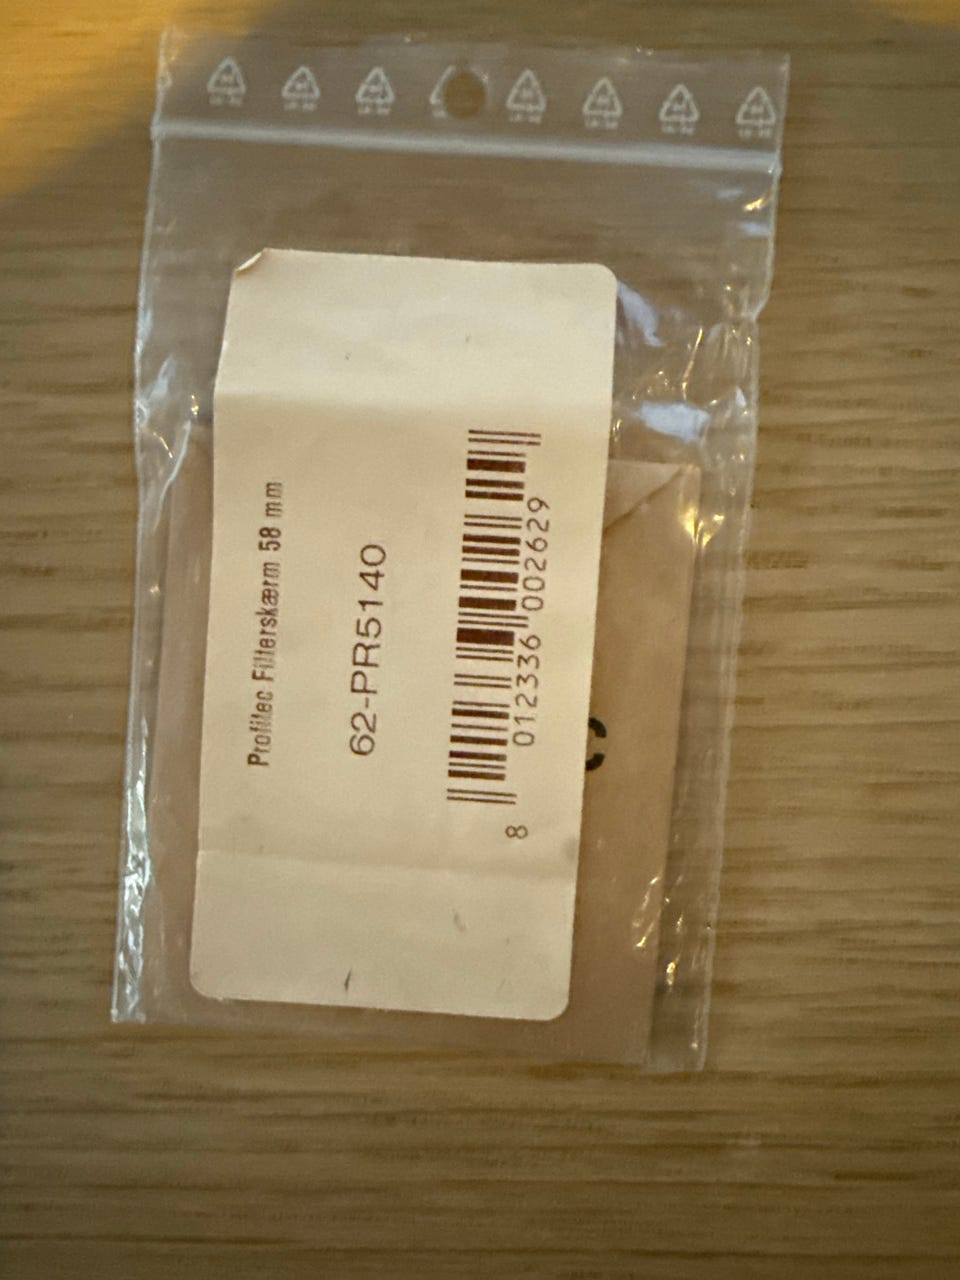 Profitec Filterskærm 58 mm
62-PR5140
8 012336 002629